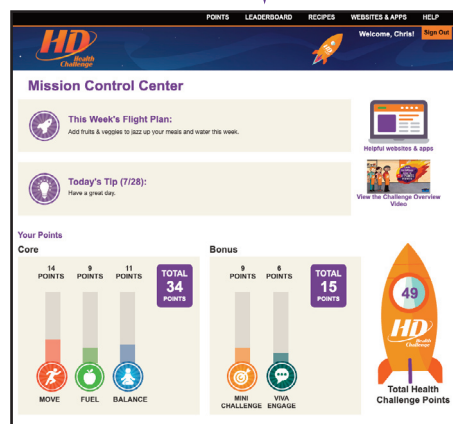 POINTS LEADERBOARD RECIPES WEBSITES & APPS HELP
HD
Health
Challenge
Welcome, Chris!
Sign Out
Mission Control Center
This Week's Flight Plan:
Add fruits & veggies to jazz up your meals and water this week.
Helpful websites & apps
Today's Tip (7/28):
Have a great day.
View the Challenge Overview
Video
Your Points
Core
14
POINTS
9
POINTS
11
POINTS
TOTAL
34
POINTS
MOVE
FUEL
BALANCE
Bonus
9
POINTS
6
POINTS
TOTAL
15
POINTS
MINI
CHALLENGE
VIVA
ENGAGE
49
HD
Health
Challenge
Total Health
Challenge Points